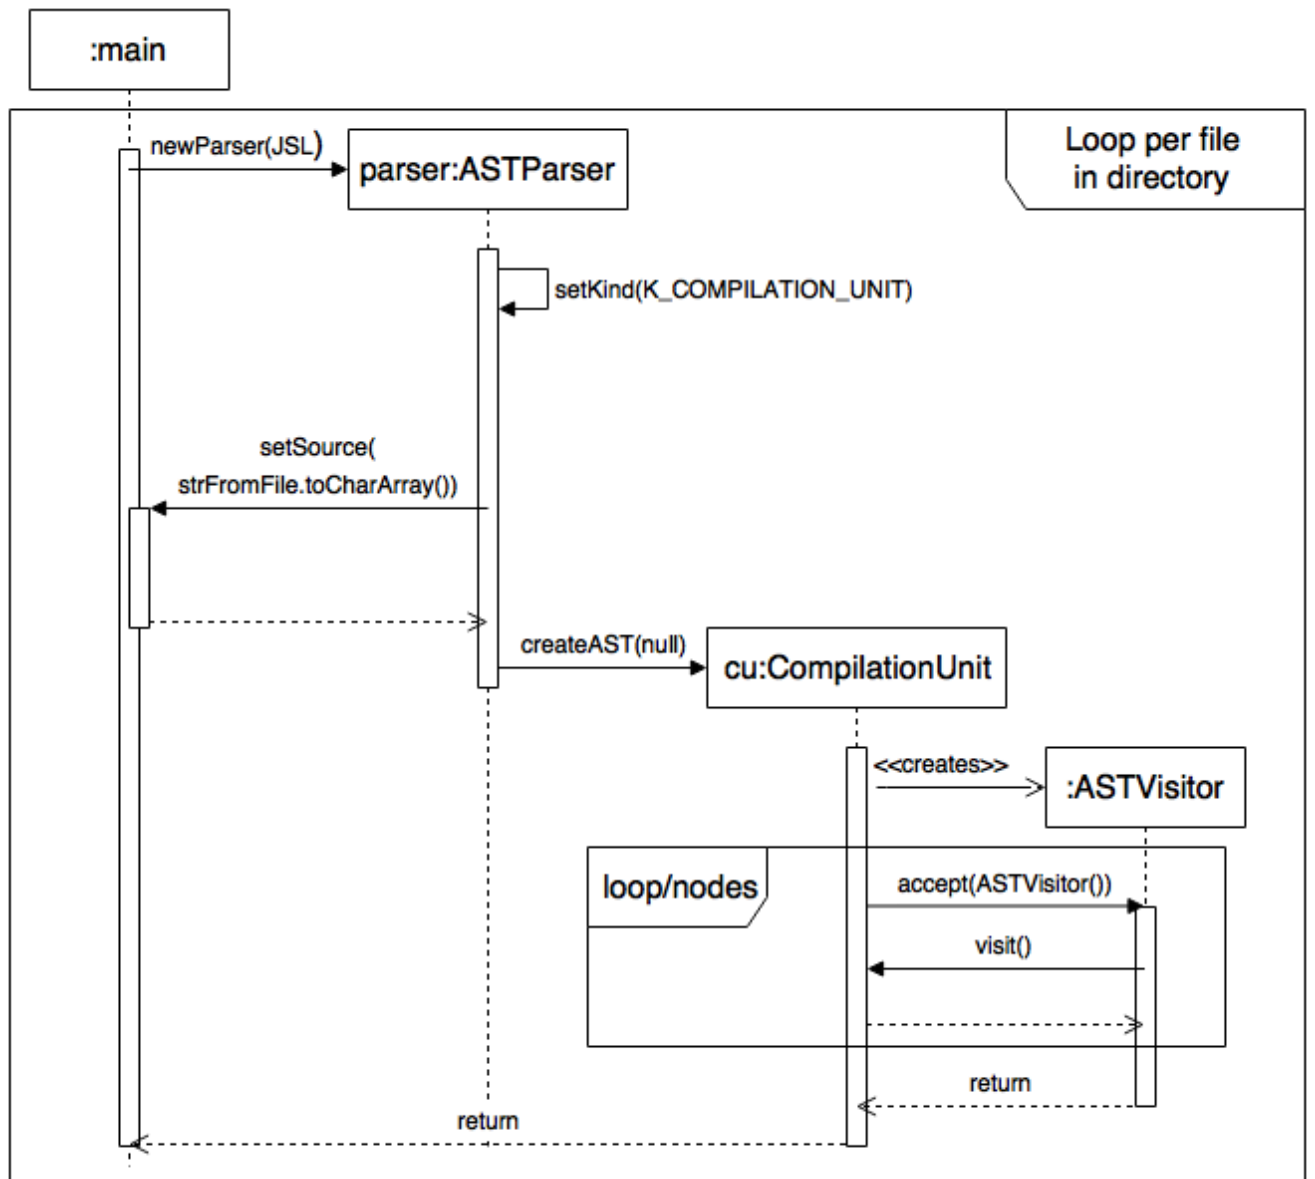 :main
Loop per file
in directory
newParser(JSL)
parser:ASTParser
setKind(K_COMPILATION_UNIT)
setSource(
strFromFile.toCharArray())
createAST(null)
cu:CompilationUnit
<<creates>>
:ASTVisitor
loop/nodes
accept(ASTVisitor())
visit()
return
return